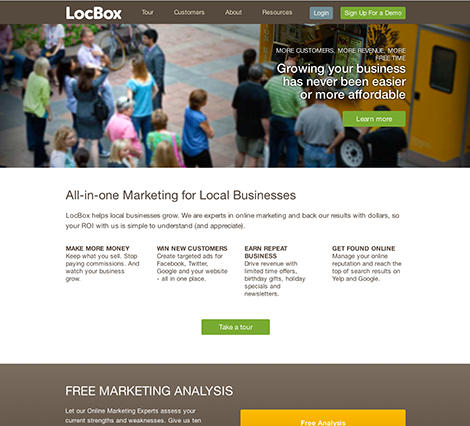 LocBox Tour Customers About Resources Login Sign Up For a Demo
MORE CUSTOMERS. MORE REVENUE. MORE
FREE TIME
Growing your business
has never been easier
or more affordable
Learn more
All-in-one Marketing for Local Businesses
LocBox helps local businesses grow. We are experts in online marketing and back our results with dollars, so
your ROI with us is simple to understand (and appreciate).
MAKE MORE MONEY
Keep what you sell. Stop
paying commissions. And
watch your business
grow.
WIN NEW CUSTOMERS
Create targeted ads for
Facebook, Twitter,
Google and your website
- all in one place.
EARN REPEAT
BUSINESS
Drive revenue with
limited time offers,
birthday gifts, holiday
specials and
newsletters.
GET FOUND ONLINE
Manage your online
reputation and reach the
top of search results on
Yelp and Google.
Take a tour
FREE MARKETING ANALYSIS
Let our Online Marketing Experts assess your
current strengths and weaknesses. Give us ten
Free Analysis